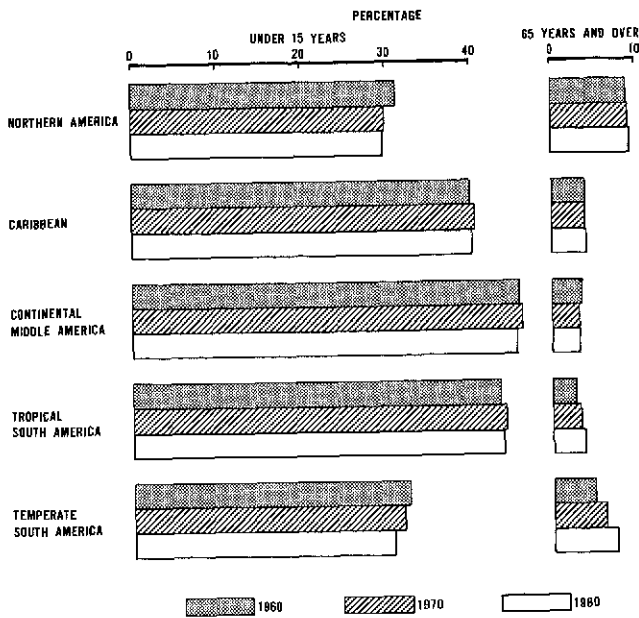 PERCENTAGE
UNDER 15 YEARS
65 YEARS AND OVER
0 10 20 30 40
0 10
NORTHERN AMERICA
CARIBBEAN
CONTINENTAL
MIDDLE AMERICA
TROPICAL
SOUTH AMERICA
TEMPERATE
SOUTH AMERICA
1960 1970 1980